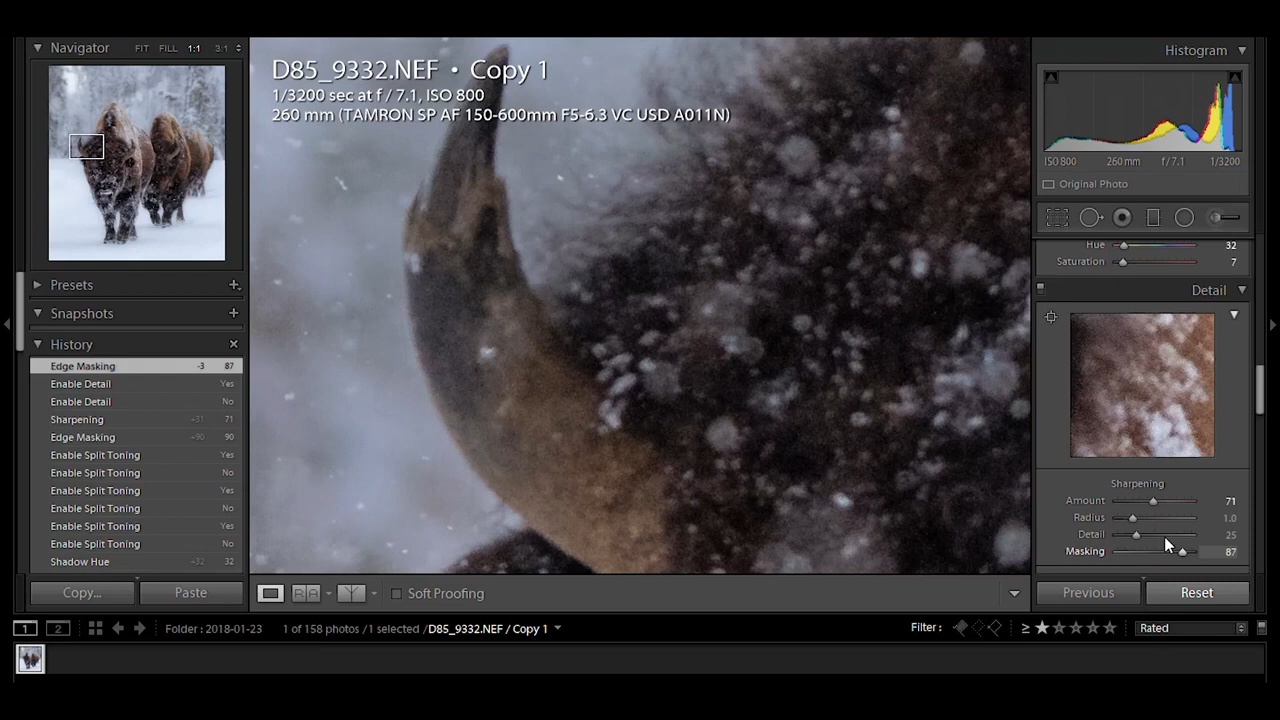 Navigator FIT FILL 1:1 3:1
Presets
Snapshots
History
Edge Masking -3 87
Enable Detail Yes
Enable Detail No
Sharpening +31 71
Edge Masking +90 90
Enable Split Toning Yes
Enable Split Toning No
Enable Split Toning Yes
Enable Split Toning No
Enable Split Toning Yes
Enable Split Toning No
Shadow Hue +32 32
Copy... Paste
D85_9332.NEF • Copy 1
1/3200 sec at f / 7.1, ISO 800
260 mm (TAMRON SP AF 150-600mm F5-6.3 VC USD A011N)
Soft Proofing
Histogram
ISO 800 260 mm f / 7.1 1/3200
Original Photo
Hue 32
Saturation 7
Detail
Sharpening
Amount 71
Radius 1.0
Detail 25
Masking 87
Previous Reset
1 2 Folder : 2018-01-23 1 of 158 photos / 1 selected / D85_9332.NEF / Copy 1 Filter : ≥ ★★★★★ Rated